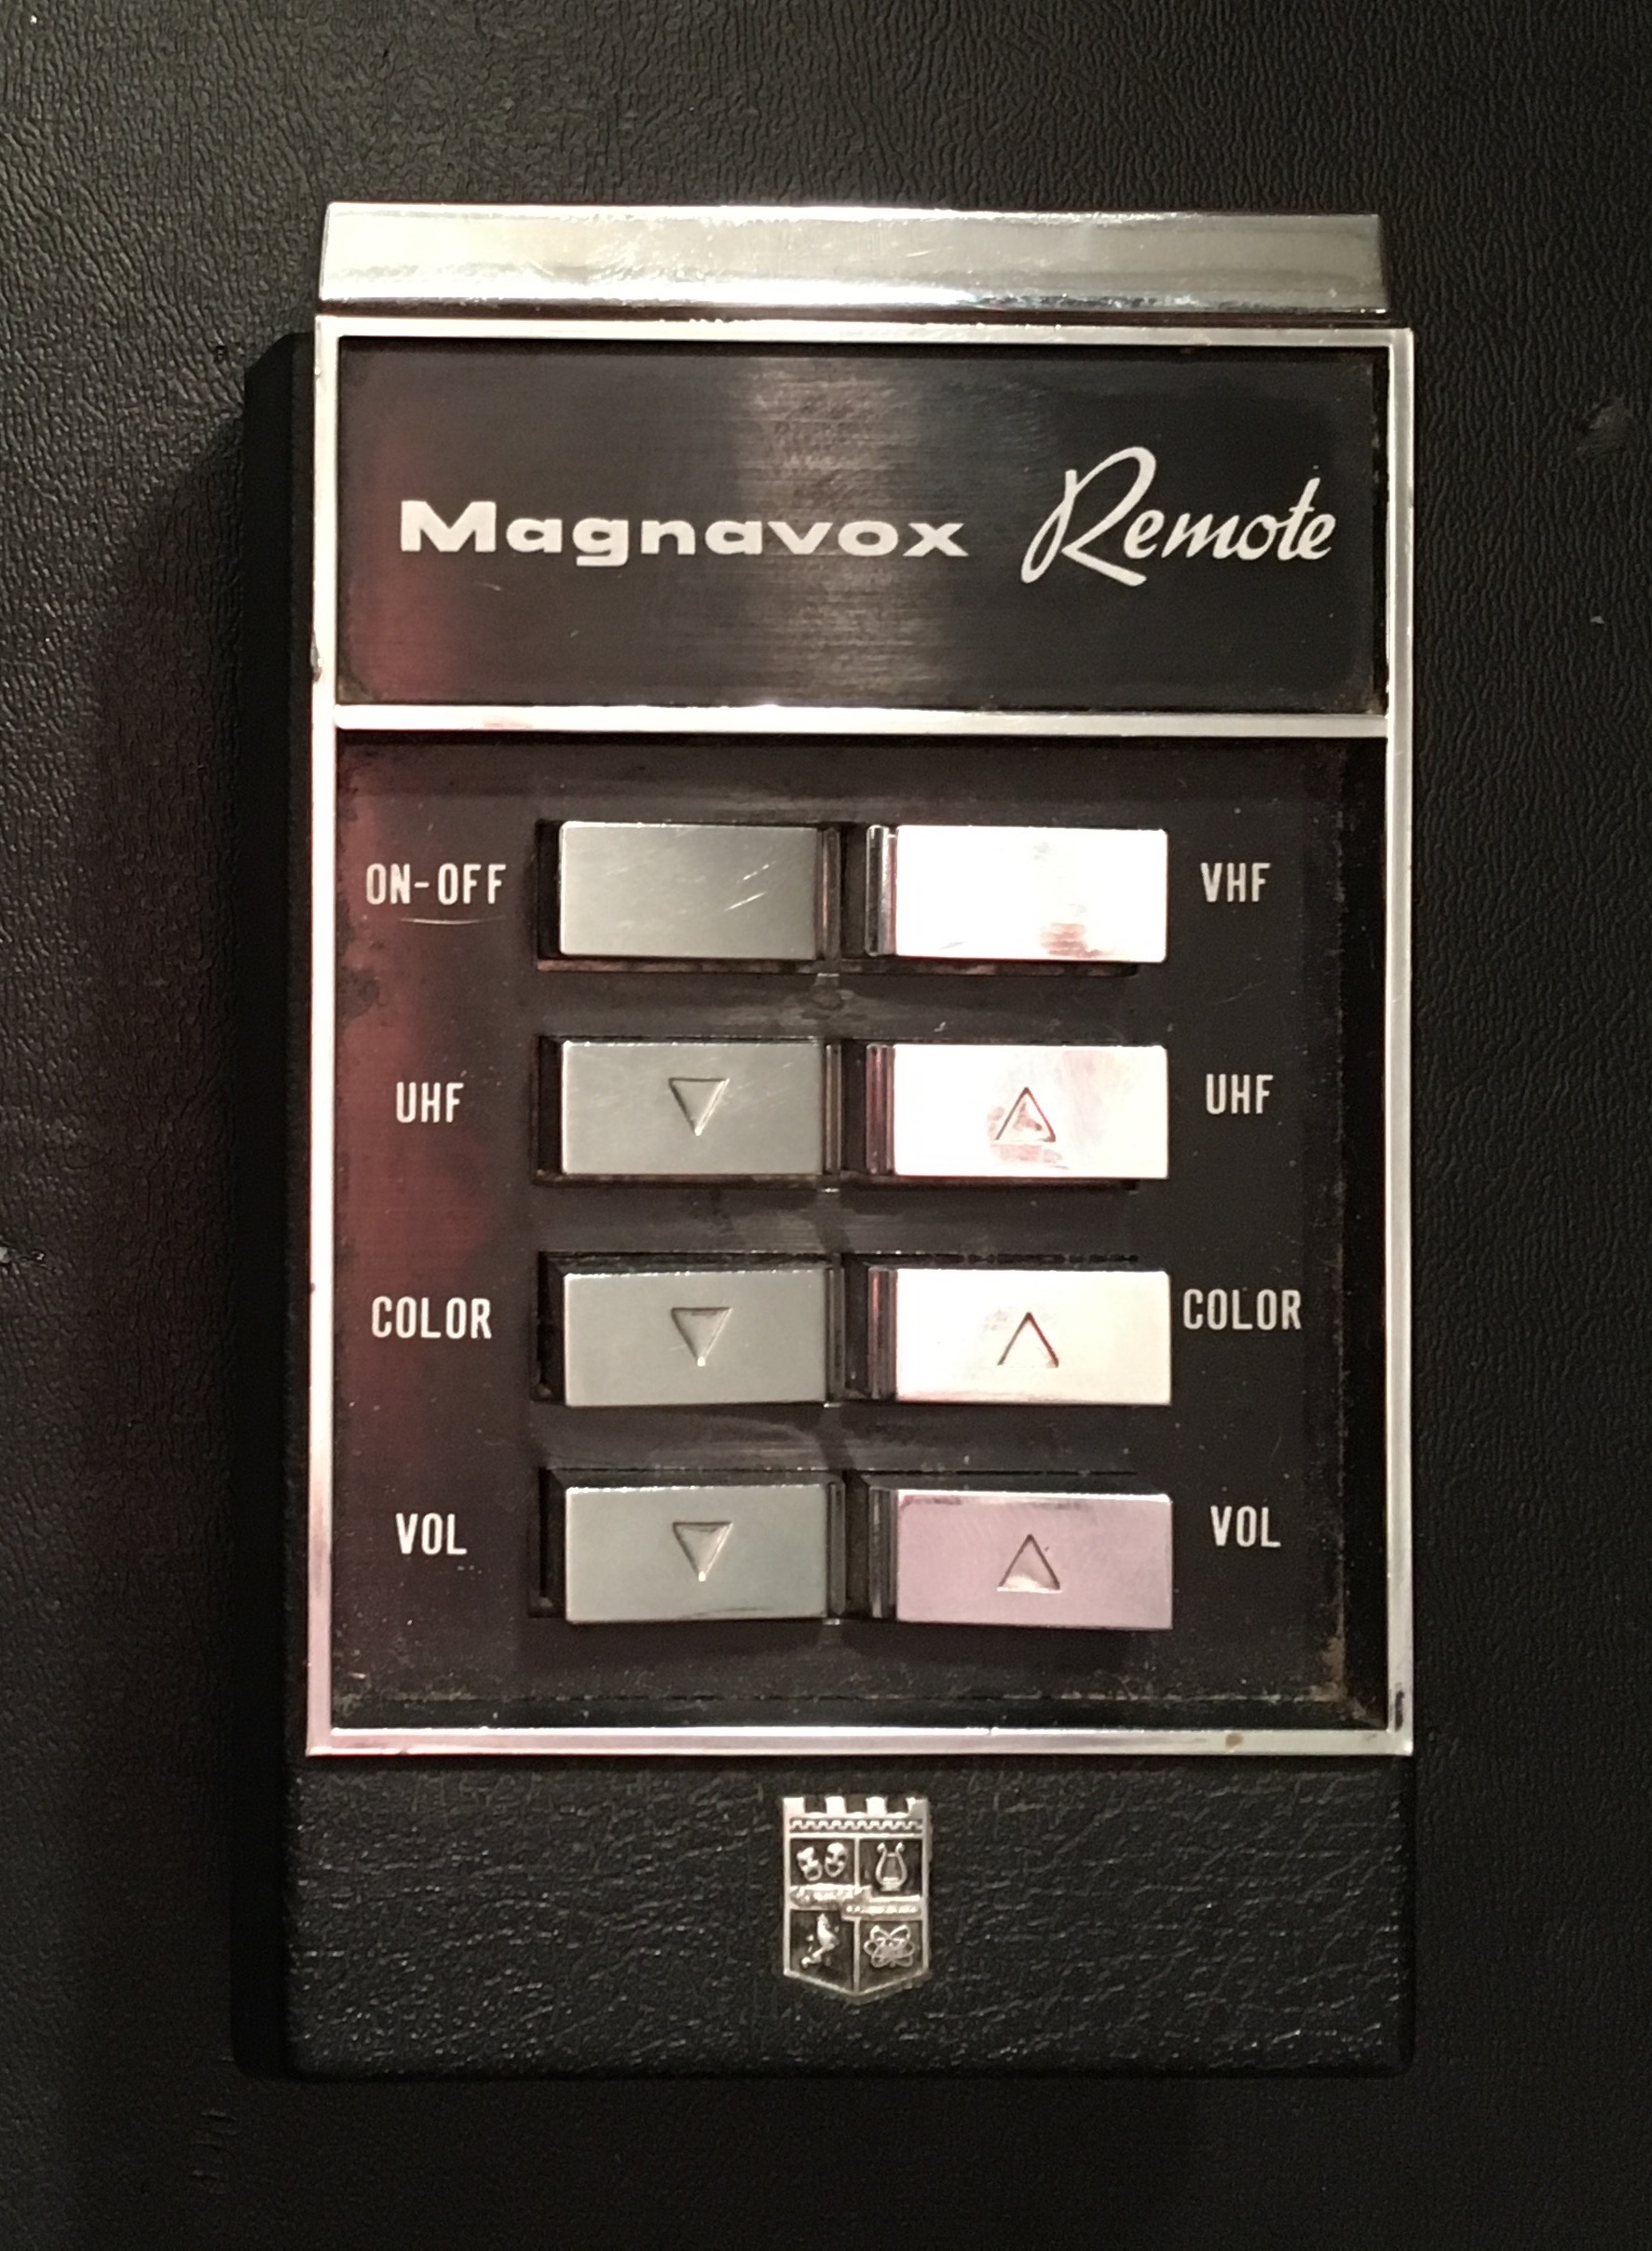 Magnavox Remote
ON-OFF VHF
UHF UHF
COLOR COLOR
VOL VOL